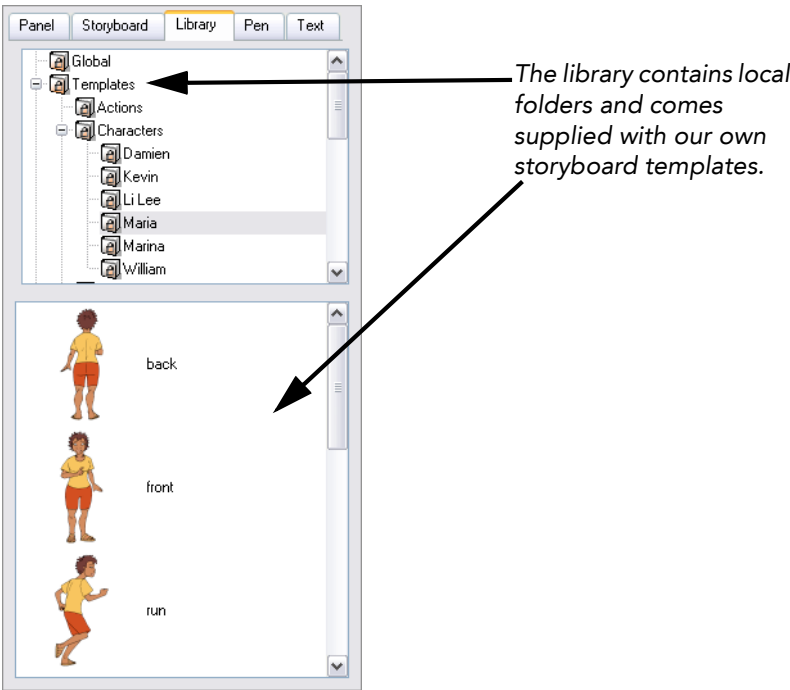 Panel Storyboard Library Pen Text
Global
Templates
Actions
Characters
Damien
Kevin
Li Lee
Maria
Marina
William
The library contains local
folders and comes
supplied with our own
storyboard templates.
back
front
run